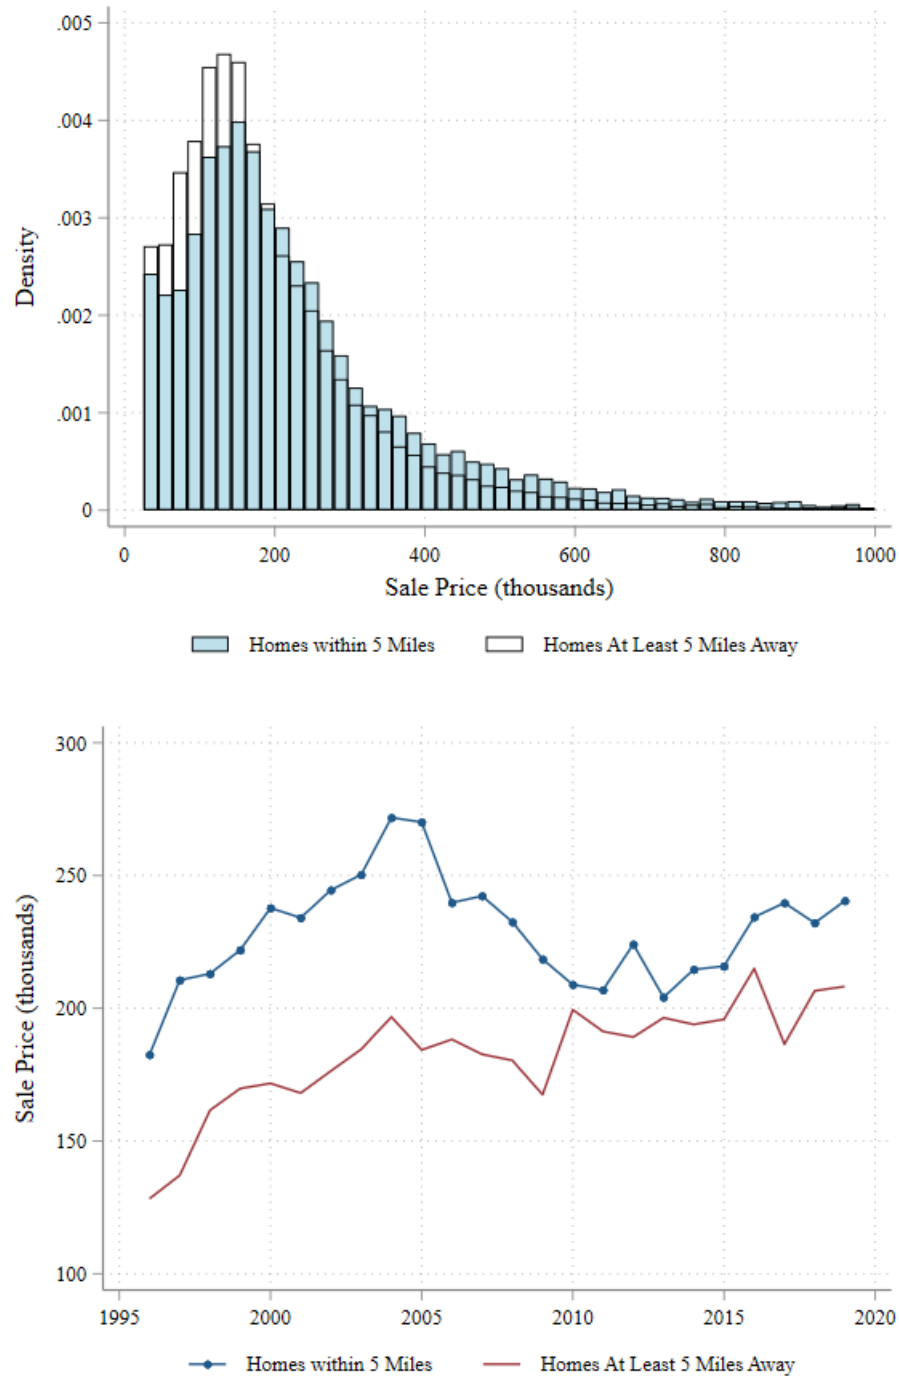 .005
.004
.003
.002
.001
0
Density
0 200 400 600 800 1000
Sale Price (thousands)
Homes within 5 Miles Homes At Least 5 Miles Away
300
250
200
150
100
Sale Price (thousands)
1995 2000 2005 2010 2015 2020
Homes within 5 Miles Homes At Least 5 Miles Away